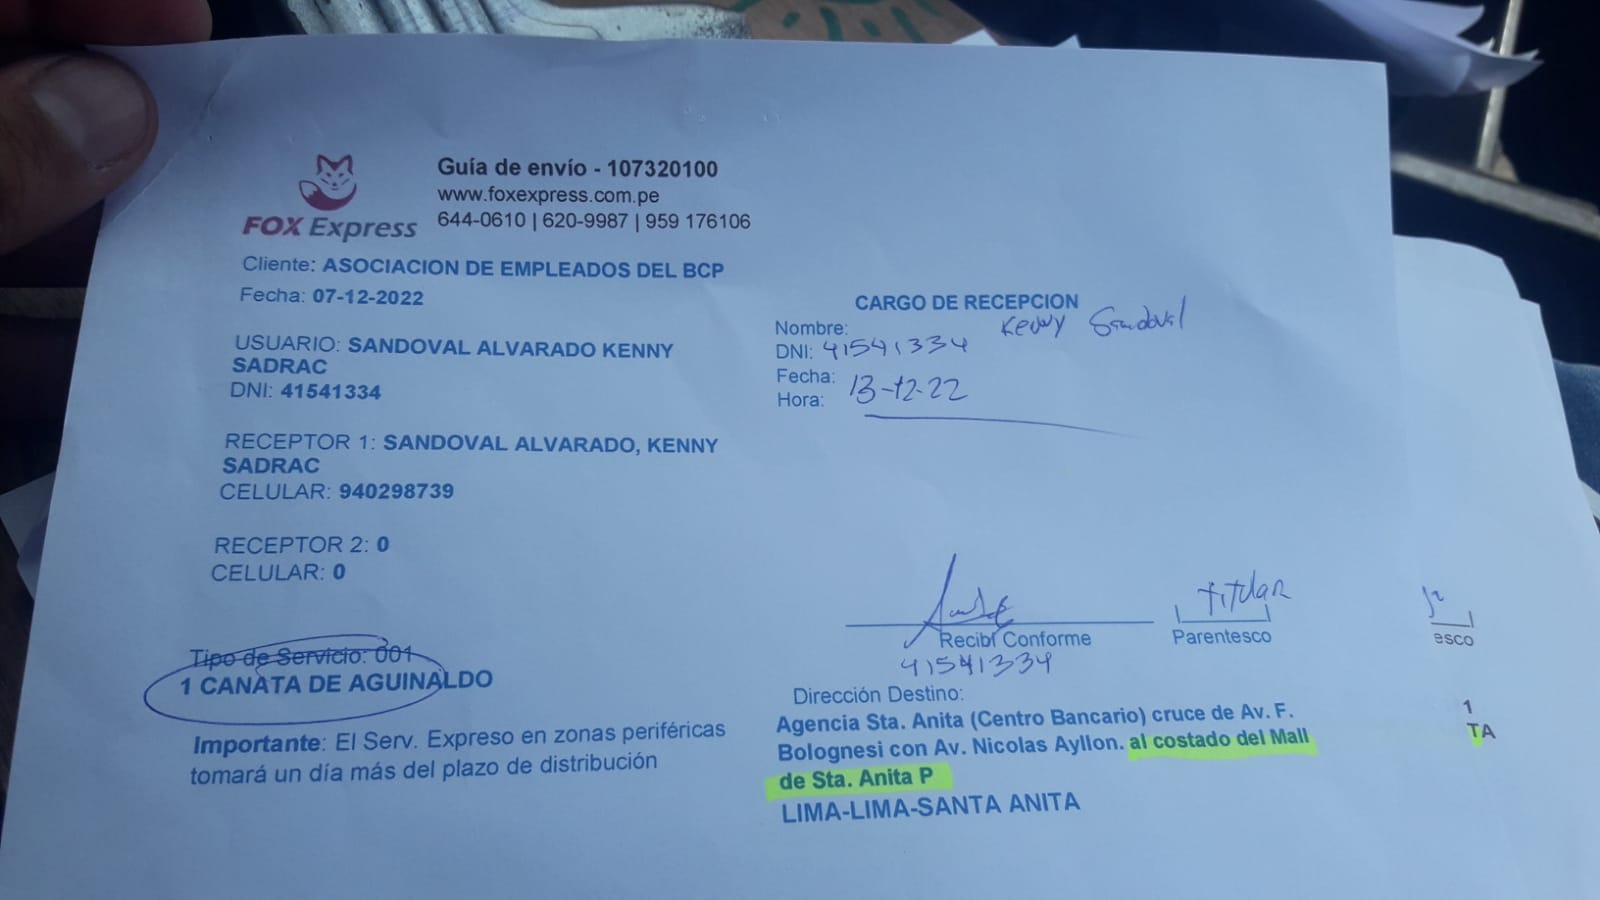 Guía de envío - 107320100
www.foxexpress.com.pe
644-0610 | 620-9987 | 959 176106
FOX Express
Cliente: ASOCIACION DE EMPLEADOS DEL BCP
Fecha: 07-12-2022
USUARIO: SANDOVAL ALVARADO KENNY
SADRAC
DNI: 41541334
RECEPTOR 1: SANDOVAL ALVARADO, KENNY
SADRAC
CELULAR: 940298739
RECEPTOR 2: 0
CELULAR: 0
Tipo de Servicio: 001
1 CANATA DE AGUINALDO
Importante: El Serv. Expreso en zonas periféricas
tomará un día más del plazo de distribución
CARGO DE RECEPCION
Nombre: Kenny Sandoval
DNI: 41541334
Fecha: 13-12-22
Hora:
Recibí Conforme
41541334
titular
Parentesco
Dirección Destino:
Agencia Sta. Anita (Centro Bancario) cruce de Av. F.
Bolognesi con Av. Nicolas Ayllon. al costado del Mall
de Sta. Anita P
LIMA-LIMA-SANTA ANITA
esco
1
TA